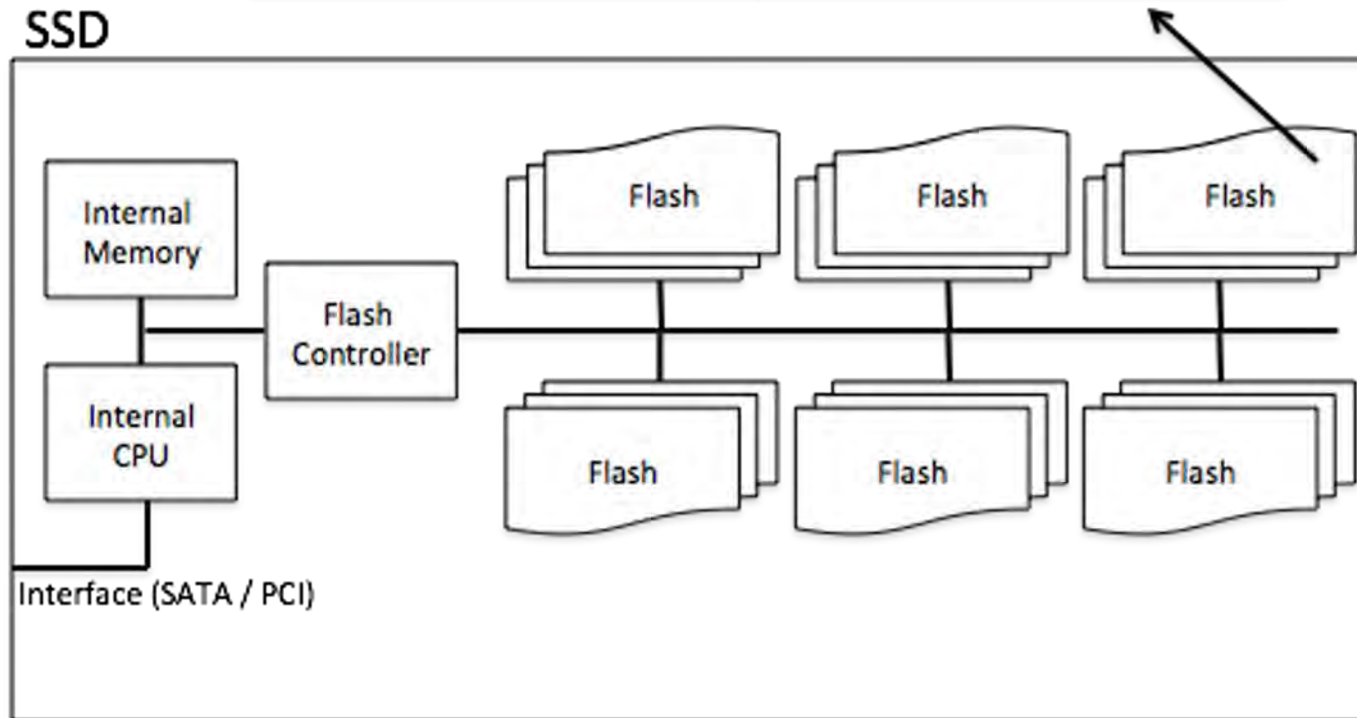 SSD
Internal
Memory
Flash
Controller
Internal
CPU
Interface (SATA / PCI)
Flash
Flash
Flash
Flash
Flash
Flash